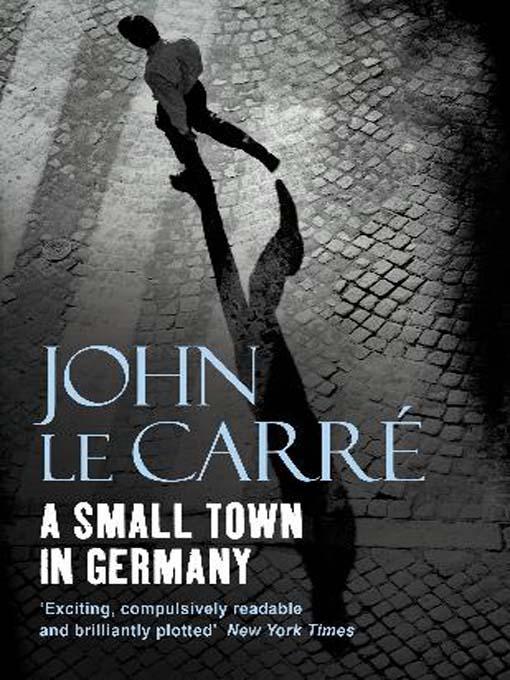 JOHN
LE CARRÉ
A SMALL TOWN
IN GERMANY
'Exciting, compulsively readable
and brilliantly plotted' New York Times